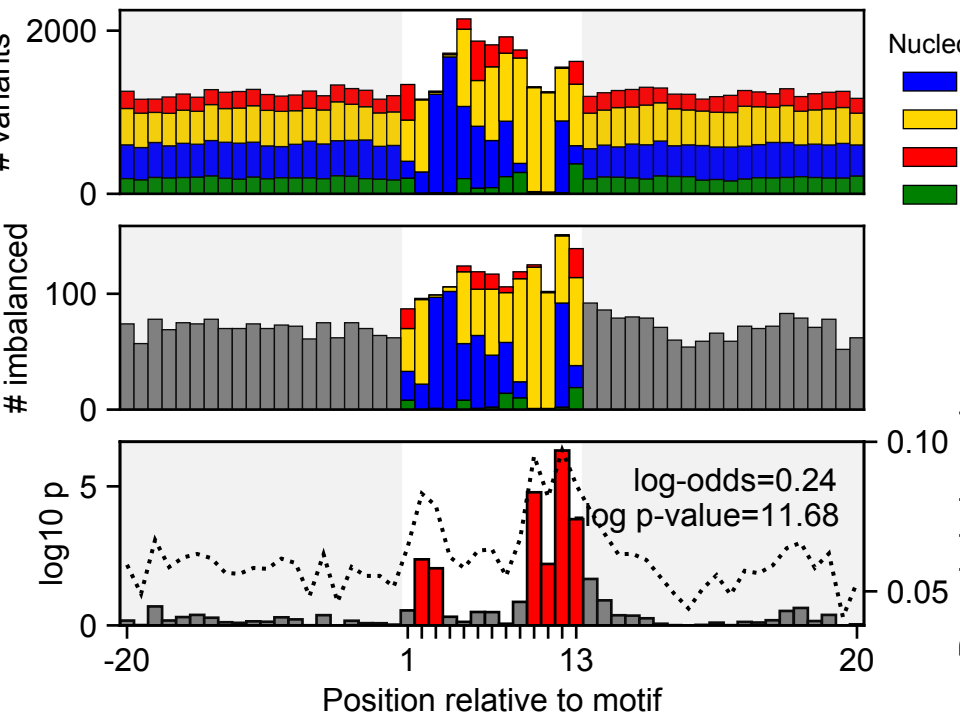 2000
0
# variants
Nucleo
100
0
# imbalanced
5
0
log10 p
log-odds=0.24
log p-value=11.68
0.10
0.05
-20
1
13
20
Position relative to motif